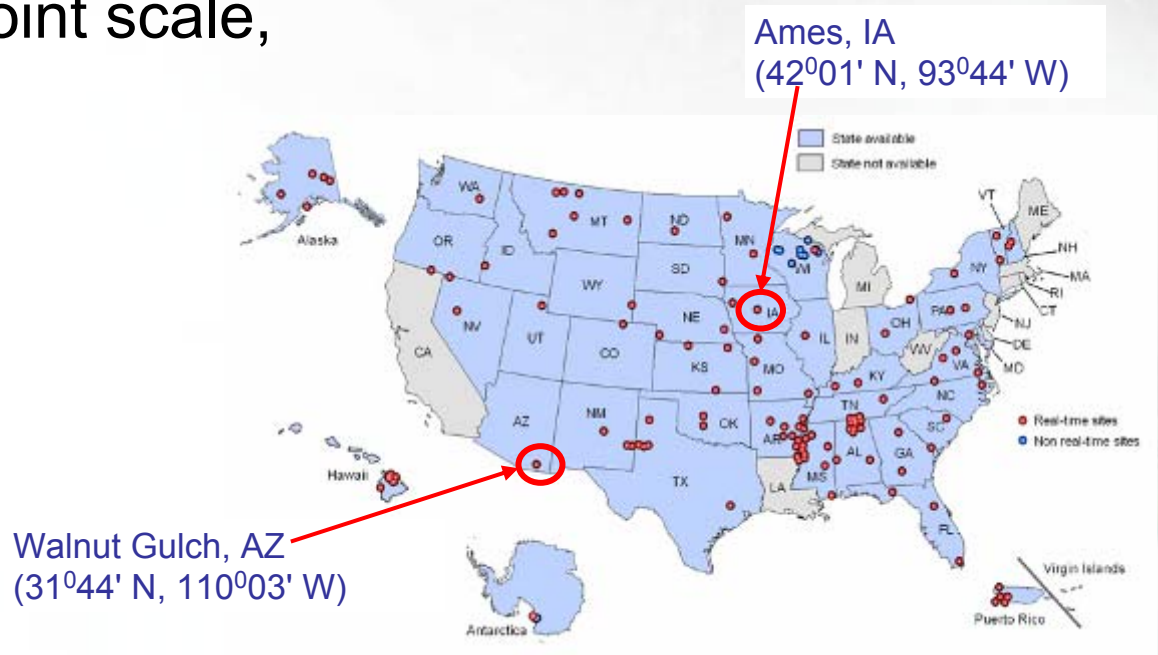 oint scale,
Ames, IA
(42⁰01' N, 93⁰44' W)
State available
State not available
Alaska
WA
MT
ND
MN
VT
ME
OR
ID
SD
WI
NY
NH
WY
MI
MA
RI
CT
IA
NE
PA
NV
UT
IL
IN
OH
NJ
CA
CO
DE
WV
KS
MO
VA
MD
KY
NC
TN
AZ
NM
OK
AR
SC
Real-time sites
Non real-time sites
AL
GA
MS
Hawaii
TX
LA
FL
Walnut Gulch, AZ
(31⁰44' N, 110⁰03' W)
Virgin Islands
Puerto Rico
Antarctica